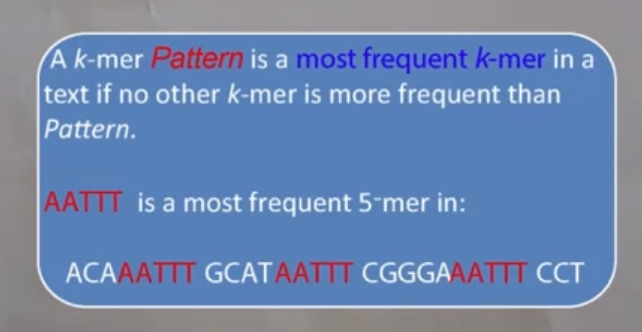 A k-mer Pattern is a most frequent k-mer in a
text if no other k-mer is more frequent than
Pattern.
AATTT is a most frequent 5-mer in:
ACAAATTT GCATAATTT CGGGAAATTT CCT